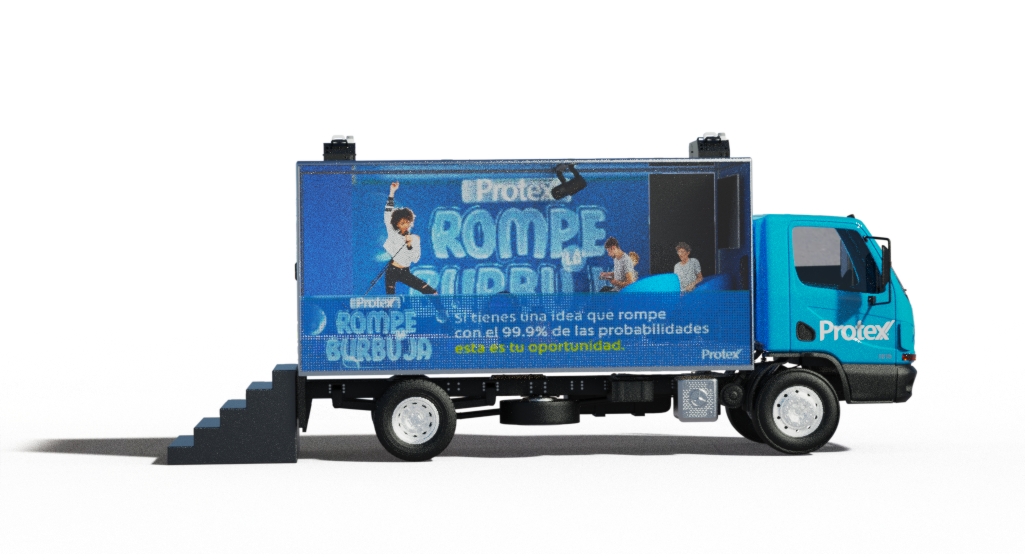 Protex
ROMPE
LA
BURBUJA
Protex
ROMPE
BURBUJA
Si tienes una idea que rompe
con el 99.9% de las probabilidades
esta es tu oportunidad.
Protex
Protex